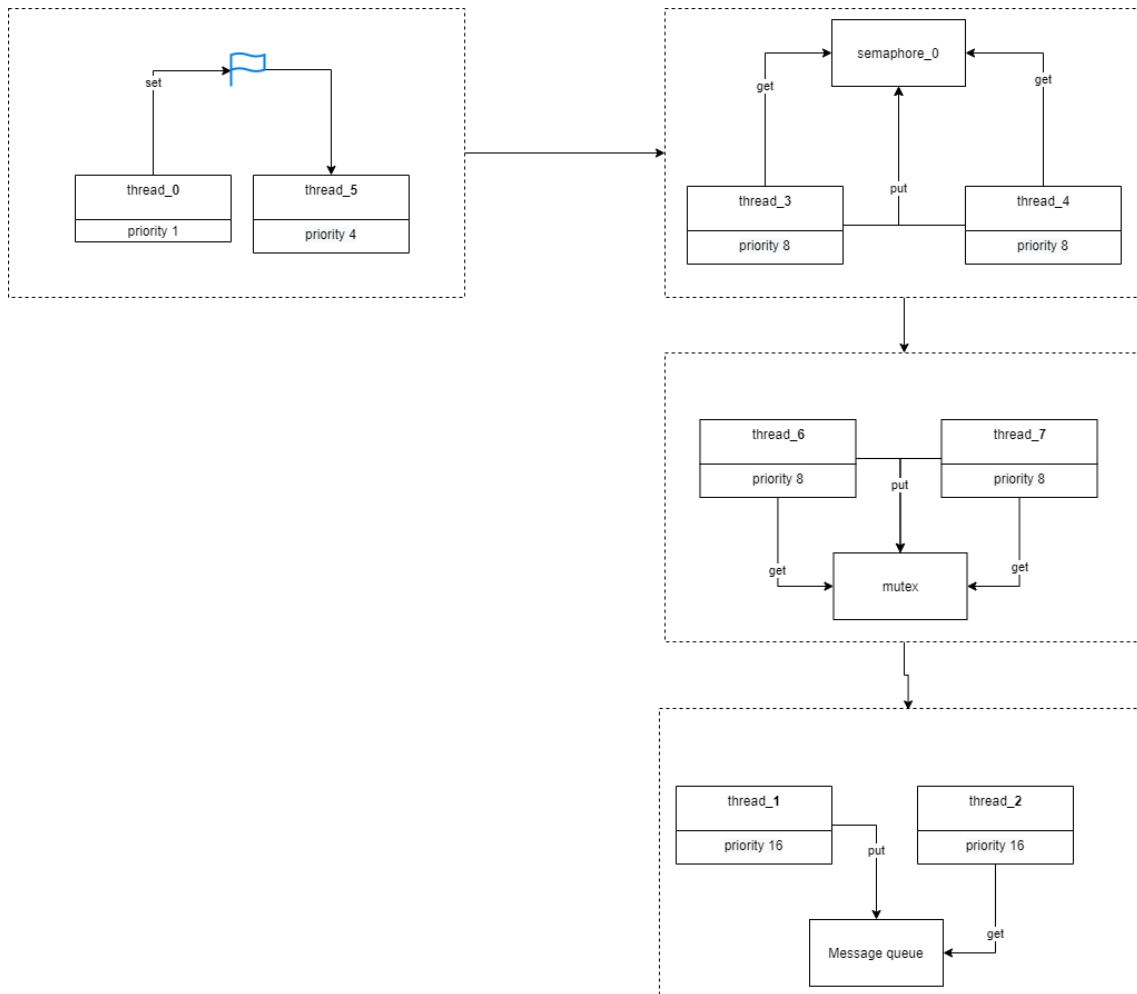 set
thread_0
priority 1
thread_5
priority 4
semaphore_0
get
get
put
thread_3
priority 8
thread_4
priority 8
thread_6
priority 8
thread_7
priority 8
put
get
get
mutex
thread_1
priority 16
thread_2
priority 16
put
get
Message queue